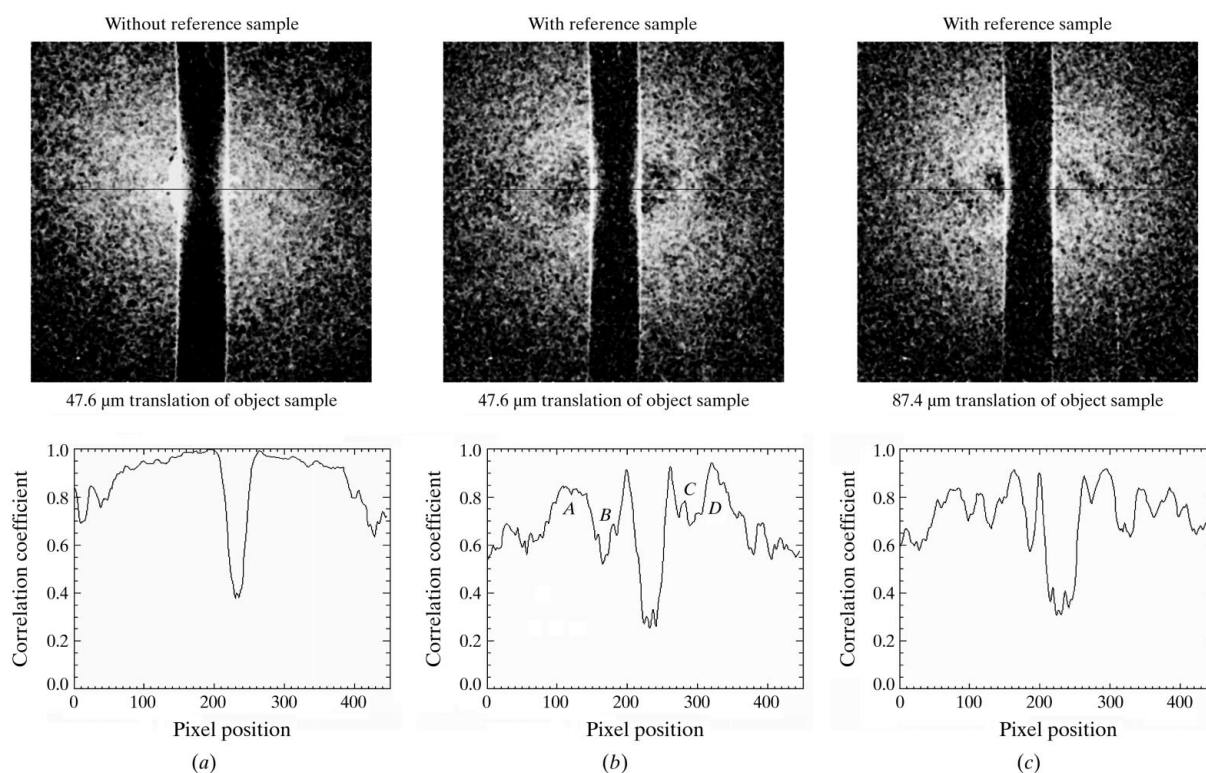 Without reference sample
With reference sample
With reference sample
47.6 µm translation of object sample
47.6 µm translation of object sample
87.4 µm translation of object sample
Correlation coefficient
1.0
0.8
0.6
0.4
0.2
0.0
0 100 200 300 400
Pixel position
(a)
Correlation coefficient
1.0
0.8
0.6
0.4
0.2
0.0
A B C D
0 100 200 300 400
Pixel position
(b)
Correlation coefficient
1.0
0.8
0.6
0.4
0.2
0.0
0 100 200 300 400
Pixel position
(c)